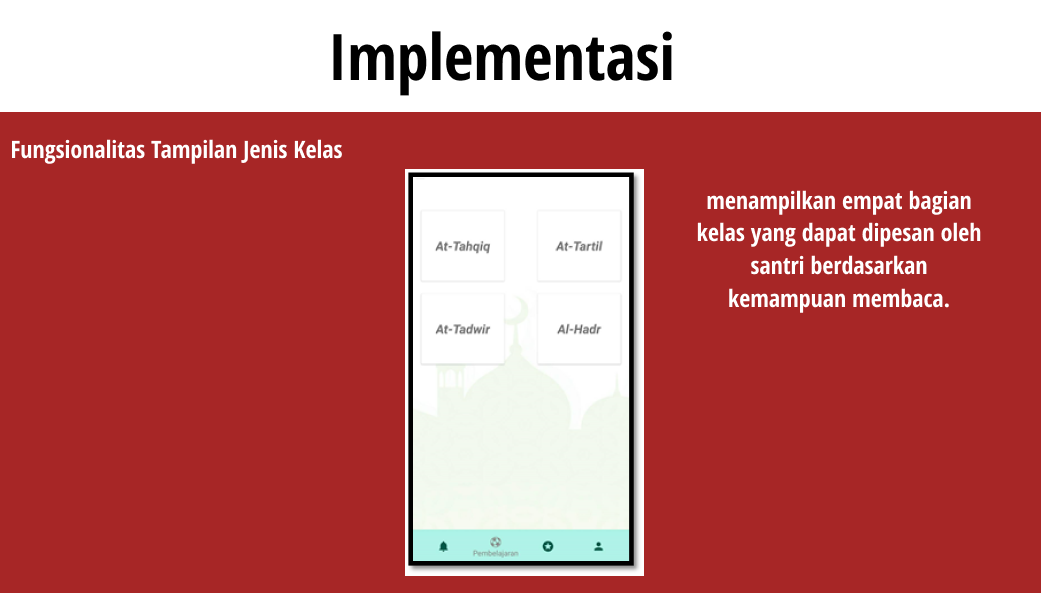 Implementasi
Fungsionalitas Tampilan Jenis Kelas
menampilkan empat bagian
kelas yang dapat dipesan oleh
santri berdasarkan
kemampuan membaca.
At-Tahqiq
At-Tartil
At-Tadwir
Al-Hadr
Pembelajaran